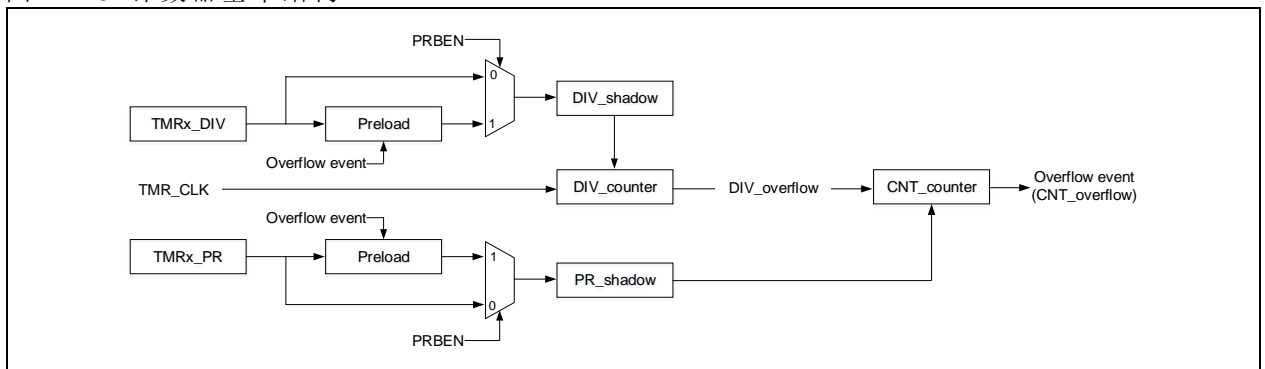 PRBEN
0
DIV_shadow
TMRx_DIV
Preload
1
Overflow event
TMR_CLK
DIV_counter
DIV_overflow
CNT_counter
Overflow event
(CNT_overflow)
Overflow event
TMRx_PR
Preload
1
PR_shadow
0
PRBEN